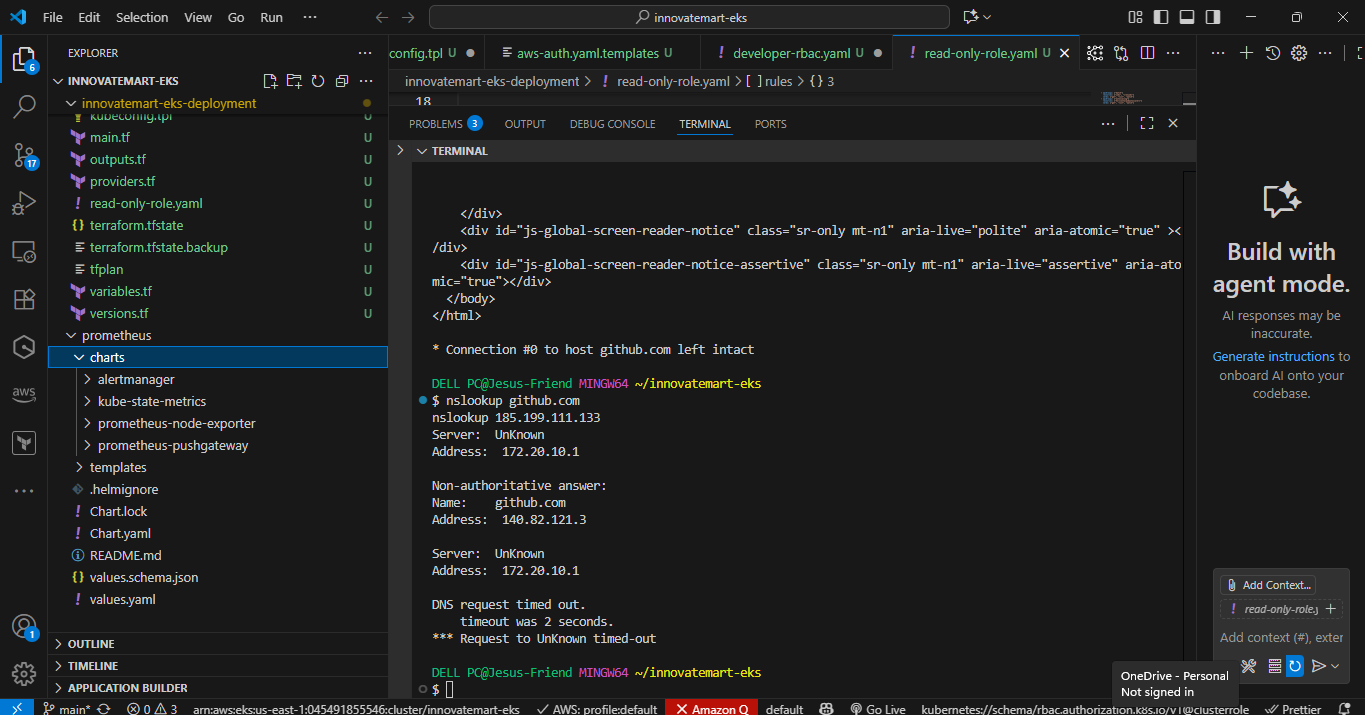 File Edit Selection View Go Run ···
innovatemart-eks
EXPLORER
INNOVATEMART-EKS
innovatemart-eks-deployment
kubeconfig.tpl U
main.tf U
outputs.tf U
providers.tf U
read-only-role.yaml U
terraform.tfstate U
terraform.tfstate.backup U
tfplan U
variables.tf U
versions.tf U
prometheus
charts
alertmanager
kube-state-metrics
prometheus-node-exporter
prometheus-pushgateway
templates
.helmignore
Chart.lock
Chart.yaml
README.md
values.schema.json
values.yaml
OUTLINE
TIMELINE
APPLICATION BUILDER
6
17
aws
1
config.tpl U
aws-auth.yaml.templates U
developer-rbac.yaml U
read-only-role.yaml U
innovatemart-eks-deployment > ! read-only-role.yaml > [ ] rules > {} 3
18
PROBLEMS 3 OUTPUT DEBUG CONSOLE TERMINAL PORTS
TERMINAL
</div>
<div id="js-global-screen-reader-notice" class="sr-only mt-n1" aria-live="polite" aria-atomic="true" ><
/div>
<div id="js-global-screen-reader-notice-assertive" class="sr-only mt-n1" aria-live="assertive" aria-ato
mic="true"></div>
</body>
</html>
* Connection #0 to host github.com left intact
DELL PC@Jesus-Friend MINGW64 ~/innovatemart-eks
$ nslookup github.com
nslookup 185.199.111.133
Server: UnKnown
Address: 172.20.10.1
Non-authoritative answer:
Name: github.com
Address: 140.82.121.3
Server: UnKnown
Address: 172.20.10.1
DNS request timed out.
timeout was 2 seconds.
*** Request to UnKnown timed-out
DELL PC@Jesus-Friend MINGW64 ~/innovatemart-eks
$
Build with
agent mode.
AI responses may be
inaccurate.
Generate instructions to
onboard AI onto your
codebase.
Add Context...
! read-only-role.y +
Add context (#), exter
OneDrive - Personal
Not signed in
main* 0 3 arn:aws:eks:us-east-1:045491855546:cluster/innovatemart-eks AWS: profile:default Amazon Q default Go Live kubernetes://schema/rbac.authorization.k8s.io/v1@clusterrole Prettier